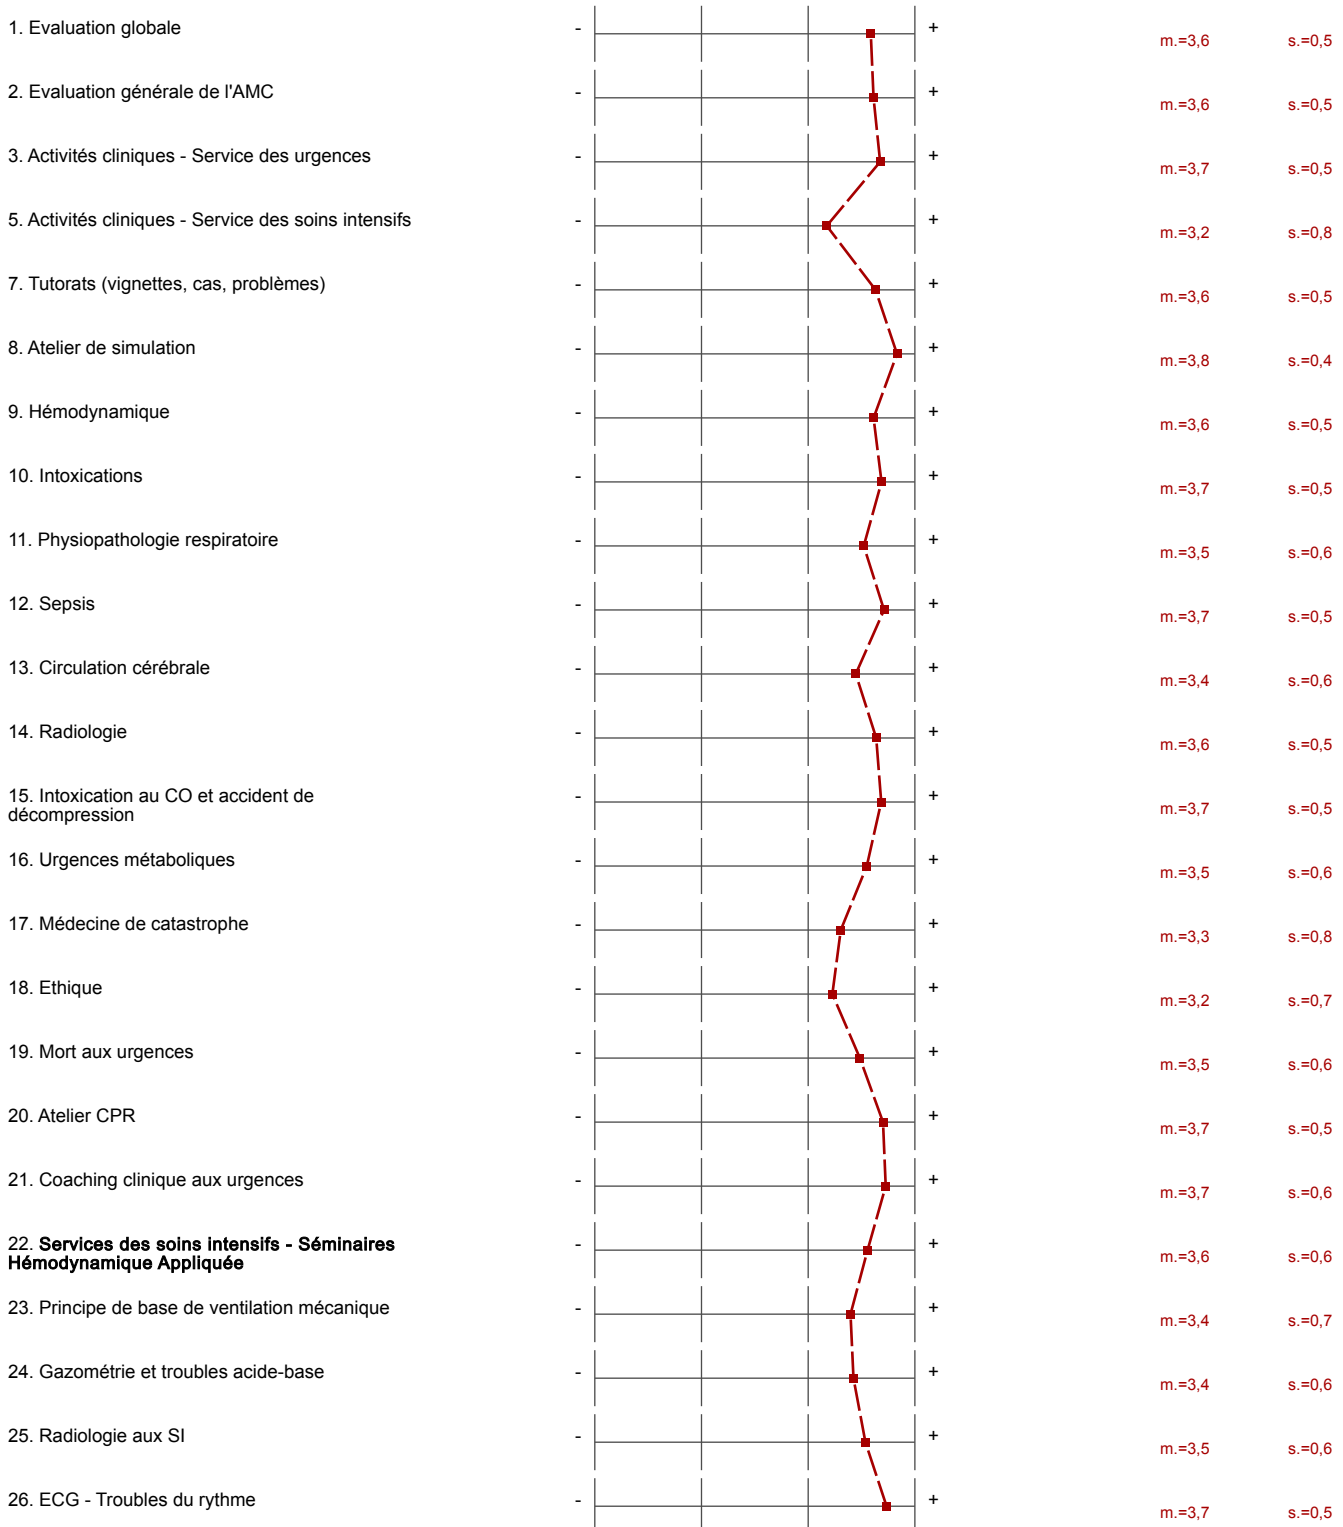 1. Evaluation globale - + m.=3,6 s.=0,5
2. Evaluation générale de l'AMC - + m.=3,6 s.=0,5
3. Activités cliniques - Service des urgences - + m.=3,7 s.=0,5
5. Activités cliniques - Service des soins intensifs - + m.=3,2 s.=0,8
7. Tutorats (vignettes, cas, problèmes) - + m.=3,6 s.=0,5
8. Atelier de simulation - + m.=3,8 s.=0,4
9. Hémodynamique - + m.=3,6 s.=0,5
10. Intoxications - + m.=3,7 s.=0,5
11. Physiopathologie respiratoire - + m.=3,5 s.=0,6
12. Sepsis - + m.=3,7 s.=0,5
13. Circulation cérébrale - + m.=3,4 s.=0,6
14. Radiologie - + m.=3,6 s.=0,5
15. Intoxication au CO et accident de
décompression - + m.=3,7 s.=0,5
16. Urgences métaboliques - + m.=3,5 s.=0,6
17. Médecine de catastrophe - + m.=3,3 s.=0,8
18. Ethique - + m.=3,2 s.=0,7
19. Mort aux urgences - + m.=3,5 s.=0,6
20. Atelier CPR - + m.=3,7 s.=0,5
21. Coaching clinique aux urgences - + m.=3,7 s.=0,6
22. Services des soins intensifs - Séminaires
Hémodynamique Appliquée - + m.=3,6 s.=0,6
23. Principe de base de ventilation mécanique - + m.=3,4 s.=0,7
24. Gazométrie et troubles acide-base - + m.=3,4 s.=0,6
25. Radiologie aux SI - + m.=3,5 s.=0,6
26. ECG - Troubles du rythme - + m.=3,7 s.=0,5